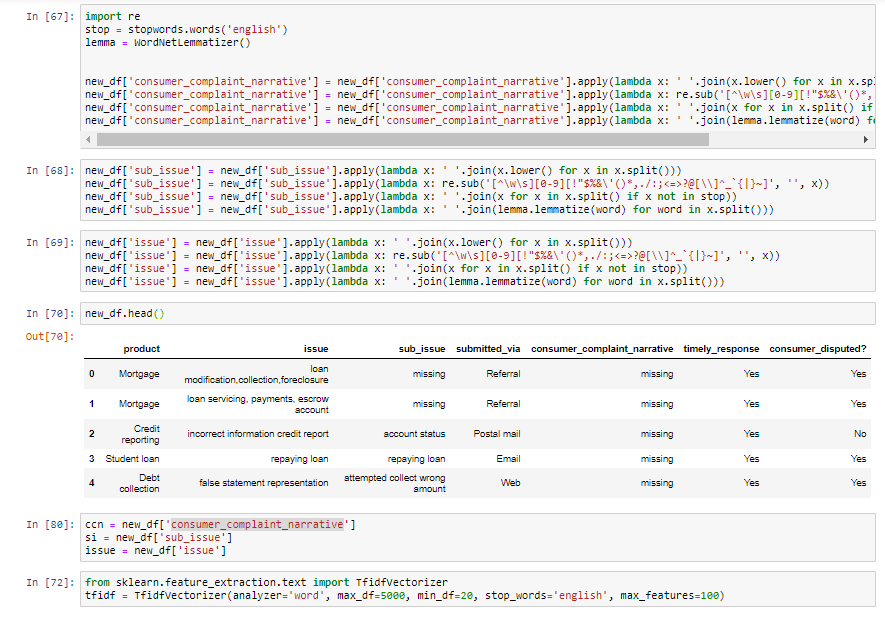 In [67]: import re
stop = stopwords.words('english')
lemma = WordNetLemmatizer()
new_df['consumer_complaint_narrative'] = new_df['consumer_complaint_narrative'].apply(lambda x: ' '.join(x.lower() for x in x.sp
new_df['consumer_complaint_narrative'] = new_df['consumer_complaint_narrative'].apply(lambda x: re.sub('[^\w\s][0-9][!"$%&\'()*,
new_df['consumer_complaint_narrative'] = new_df['consumer_complaint_narrative'].apply(lambda x: ' '.join(x for x in x.split() if
new_df['consumer_complaint_narrative'] = new_df['consumer_complaint_narrative'].apply(lambda x: ' '.join(lemma.lemmatize(word) fo
In [68]: new_df['sub_issue'] = new_df['sub_issue'].apply(lambda x: ' '.join(x.lower() for x in x.split()))
new_df['sub_issue'] = new_df['sub_issue'].apply(lambda x: re.sub('[^\w\s][0-9][!"$%&\'()*,./:;<=>?@[\\]^_`{|}~]', '', x))
new_df['sub_issue'] = new_df['sub_issue'].apply(lambda x: ' '.join(x for x in x.split() if x not in stop))
new_df['sub_issue'] = new_df['sub_issue'].apply(lambda x: ' '.join(lemma.lemmatize(word) for word in x.split()))
In [69]: new_df['issue'] = new_df['issue'].apply(lambda x: ' '.join(x.lower() for x in x.split()))
new_df['issue'] = new_df['issue'].apply(lambda x: re.sub('[^\w\s][0-9][!"$%&\'()*,./:;<=>?@[\\]^_`{|}~]', '', x))
new_df['issue'] = new_df['issue'].apply(lambda x: ' '.join(x for x in x.split() if x not in stop))
new_df['issue'] = new_df['issue'].apply(lambda x: ' '.join(lemma.lemmatize(word) for word in x.split()))
In [70]: new_df.head()
Out[70]:
product issue sub_issue submitted_via consumer_complaint_narrative timely_response consumer_disputed?
0 Mortgage loan modification,collection,foreclosure missing Referral missing Yes Yes
1 Mortgage loan servicing, payments, escrow account missing Referral missing Yes Yes
2 Credit reporting incorrect information credit report account status Postal mail missing Yes No
3 Student loan repaying loan repaying loan Email missing Yes Yes
4 Debt collection false statement representation attempted collect wrong amount Web missing Yes Yes
In [80]: ccn = new_df['consumer_complaint_narrative']
si = new_df['sub_issue']
issue = new_df['issue']
In [72]: from sklearn.feature_extraction.text import TfidfVectorizer
tfidf = TfidfVectorizer(analyzer='word', max_df=5000, min_df=20, stop_words='english', max_features=100)